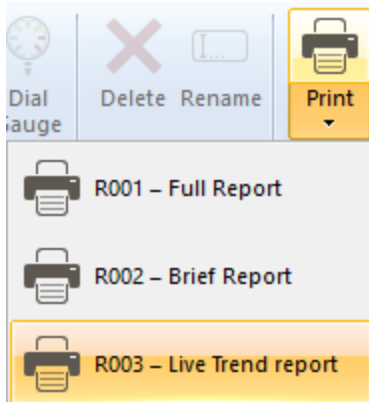 Dial
Gauge
Delete
Rename
Print
R001 – Full Report
R002 – Brief Report
R003 – Live Trend report